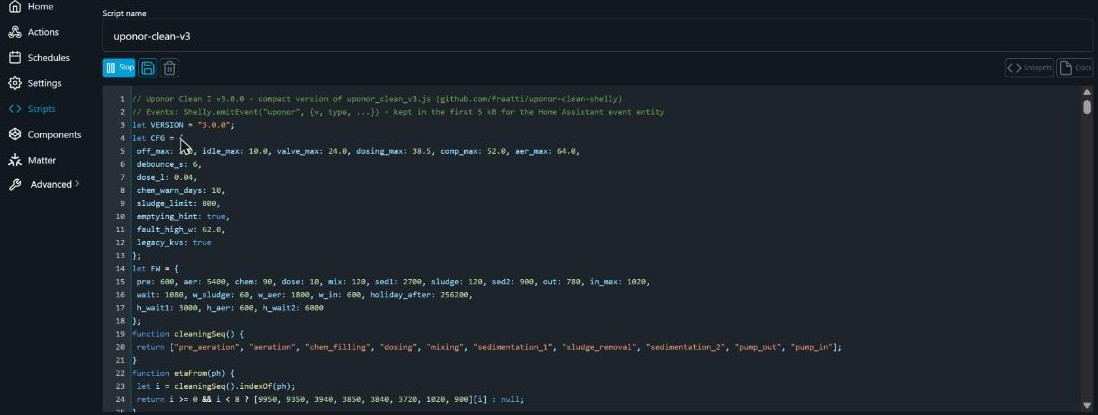 Home
Script name
uponor-clean-v3
Actions
Schedules
Stop
Snippets
Docs
Settings
Scripts
Components
Matter
Advanced
1 // Uponor Clean I v3.0.0 - compact version of uponor_clean_v3.js (github.com/fraatti/uponor-clean-shelly)
2 // Events: Shelly.emitEvent("uponor", {v, type, ...}) - kept in the first 5 kB for the Home Assistant event entity
3 let VERSION = "3.0.0";
4 let CFG = {
5 off_max: idle_max: 10.0, valve_max: 24.0, dosing_max: 38.5, comp_max: 52.0, aer_max: 64.0,
6 debounce_s: 6,
7 dose_l: 0.04,
8 chem_warn_days: 10,
9 sludge_limit: 800,
10 emptying_hint: true,
11 fault_high_w: 62.0,
12 legacy_kvs: true
13 };
14 let FW = {
15 pre: 600, aer: 5400, chem: 90, dose: 10, mix: 120, sed1: 2700, sludge: 120, sed2: 900, out: 780, in_max: 1020,
16 wait: 1080, w_sludge: 60, w_aer: 1800, w_in: 600, holiday_after: 256200,
17 h_wait1: 3000, h_aer: 600, h_wait2: 6000
18 };
19 function cleaningSeq() {
20 return ["pre_aeration", "aeration", "chem_filling", "dosing", "mixing", "sedimentation_1", "sludge_removal", "sedimentation_2", "pump_out", "pump_in"];
21 }
22 function etaFrom(ph) {
23 let i = cleaningSeq().indexOf(ph);
24 return i >= 0 && i < 8 ? [9950, 9350, 3940, 3850, 3840, 3720, 1020, 900][i] : null;